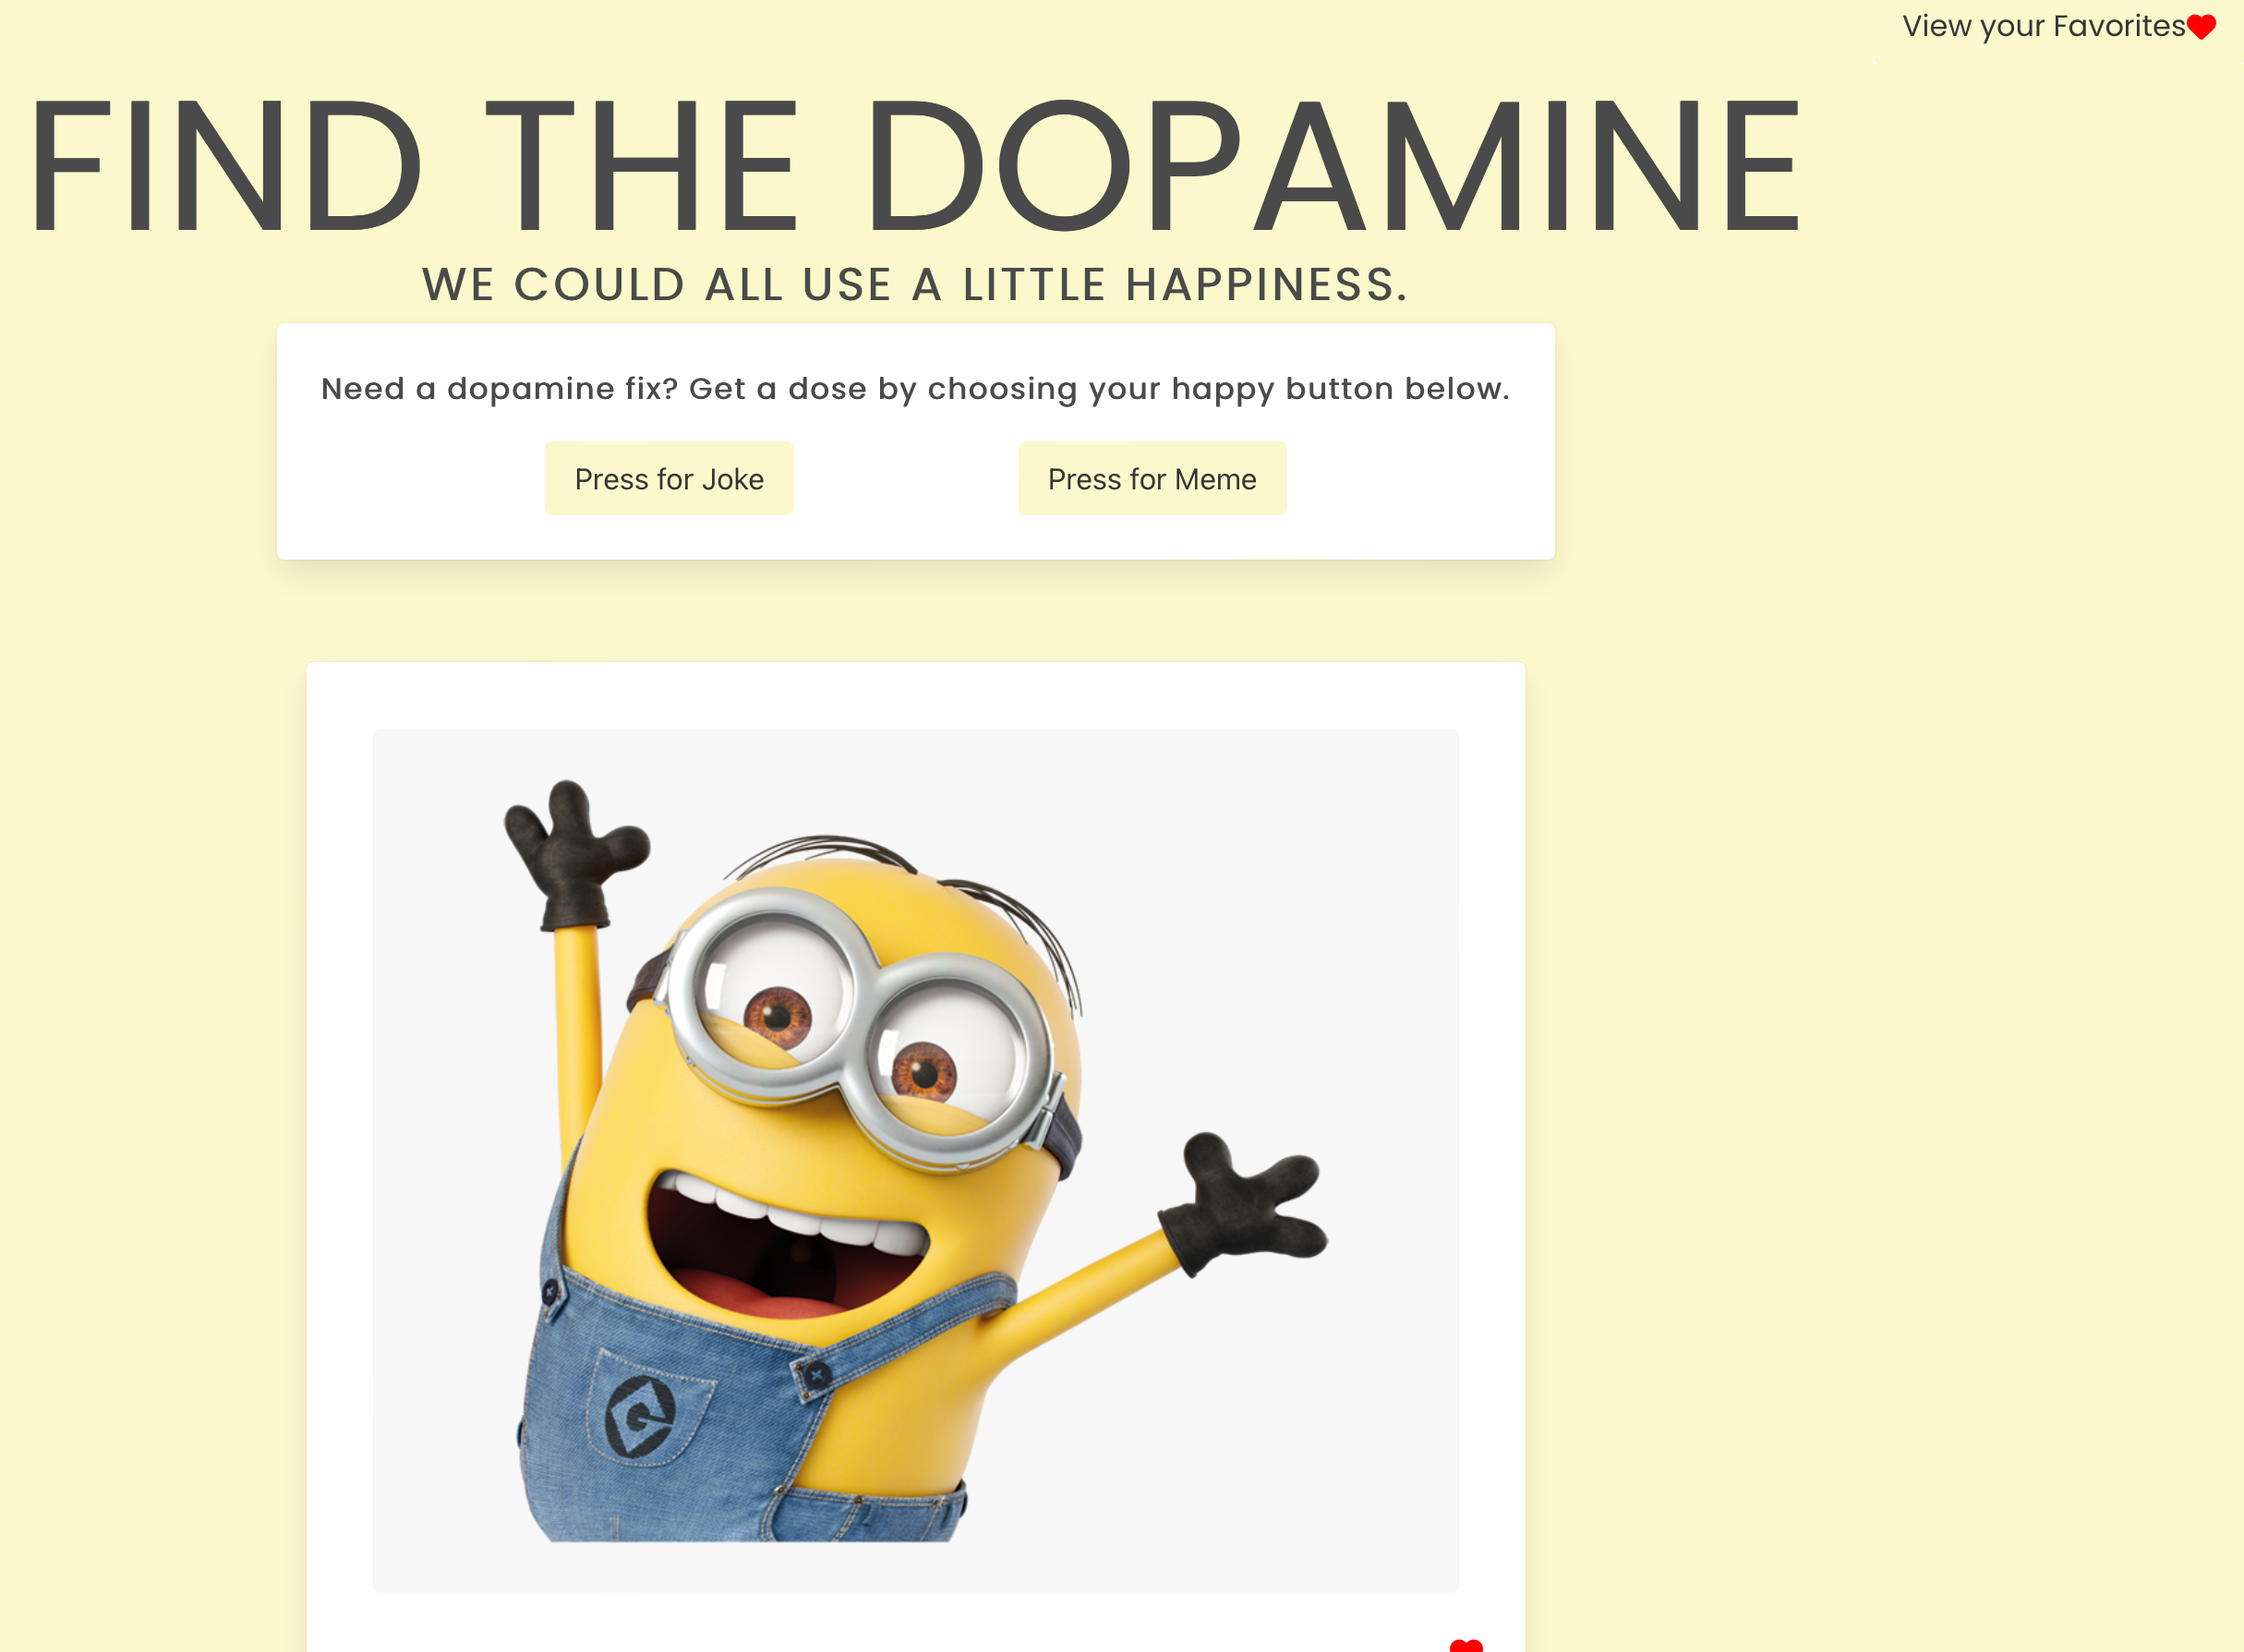 View your Favorites
FIND THE DOPAMINE
WE COULD ALL USE A LITTLE HAPPINESS.
Need a dopamine fix? Get a dose by choosing your happy button below.
Press for Joke
Press for Meme